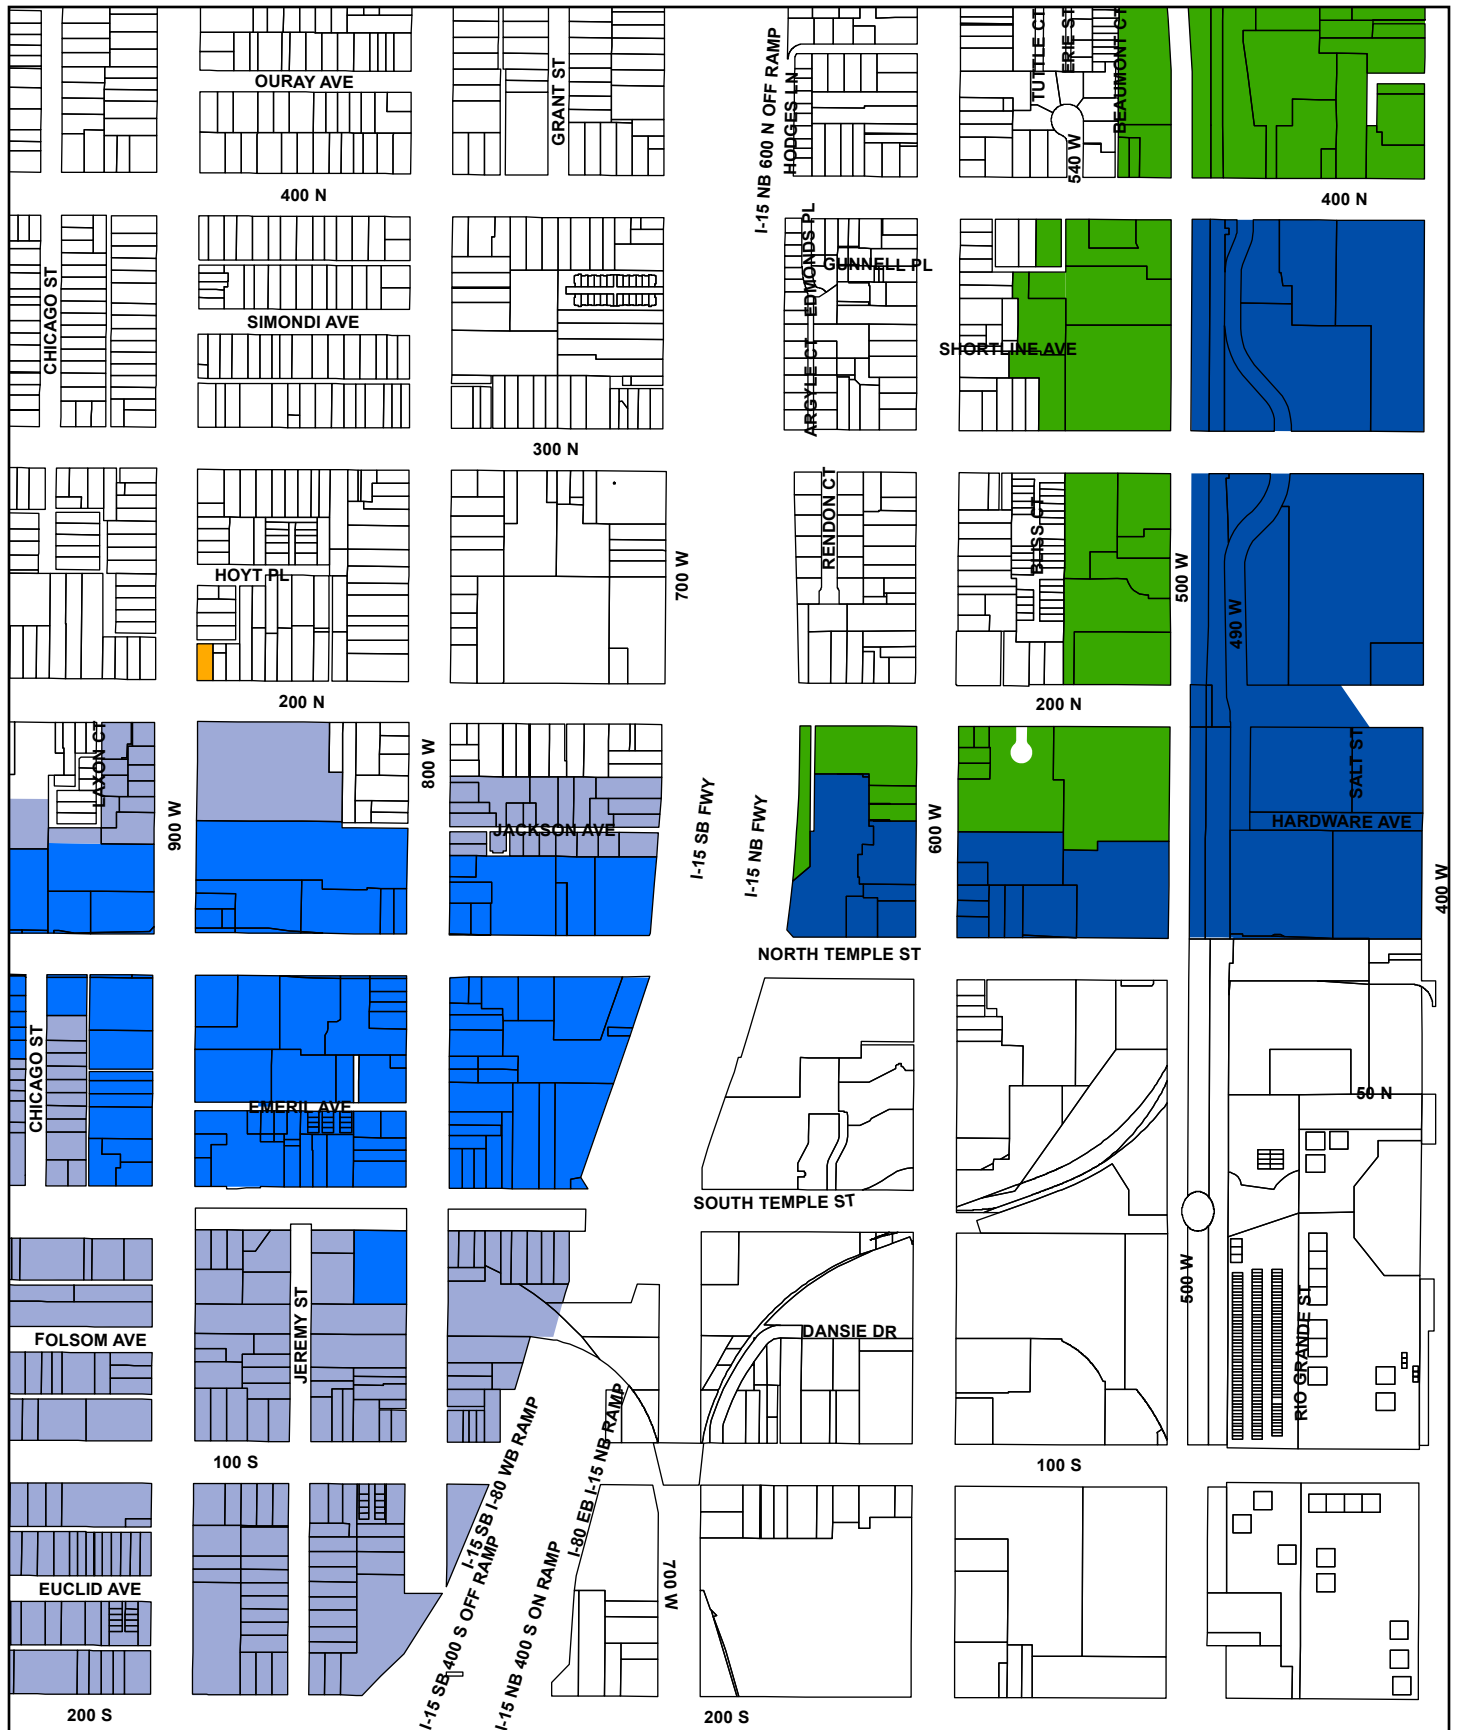 OURAY AVE
GRANT ST
I-15 NB 600 N OFF RAMP
HODGES LN
TUTTLE CT
ERIE ST
BEAUMONT CT
540 W
400 N
400 N
CHICAGO ST
SIMONDI AVE
EDMONDS PL
GUNNELL PL
ARGYLE CT
SHORTLINE AVE
300 N
HOYT PL
700 W
RENDON CT
BLISS CT
500 W
490 W
200 N
200 N
LAXON CT
900 W
800 W
JACKSON AVE
I-15 SB FWY
I-15 NB FWY
600 W
SALT ST
HARDWARE AVE
400 W
NORTH TEMPLE ST
CHICAGO ST
EMERIL AVE
50 N
SOUTH TEMPLE ST
500 W
FOLSOM AVE
JEREMY ST
DANSIE DR
RIO GRANDE ST
100 S
I-15 SB I-80 WB RAMP
I-80 EB I-15 NB RAMP
100 S
EUCLID AVE
I-15 SB 400 S OFF RAMP
I-15 NB 400 S ON RAMP
700 W
200 S
200 S